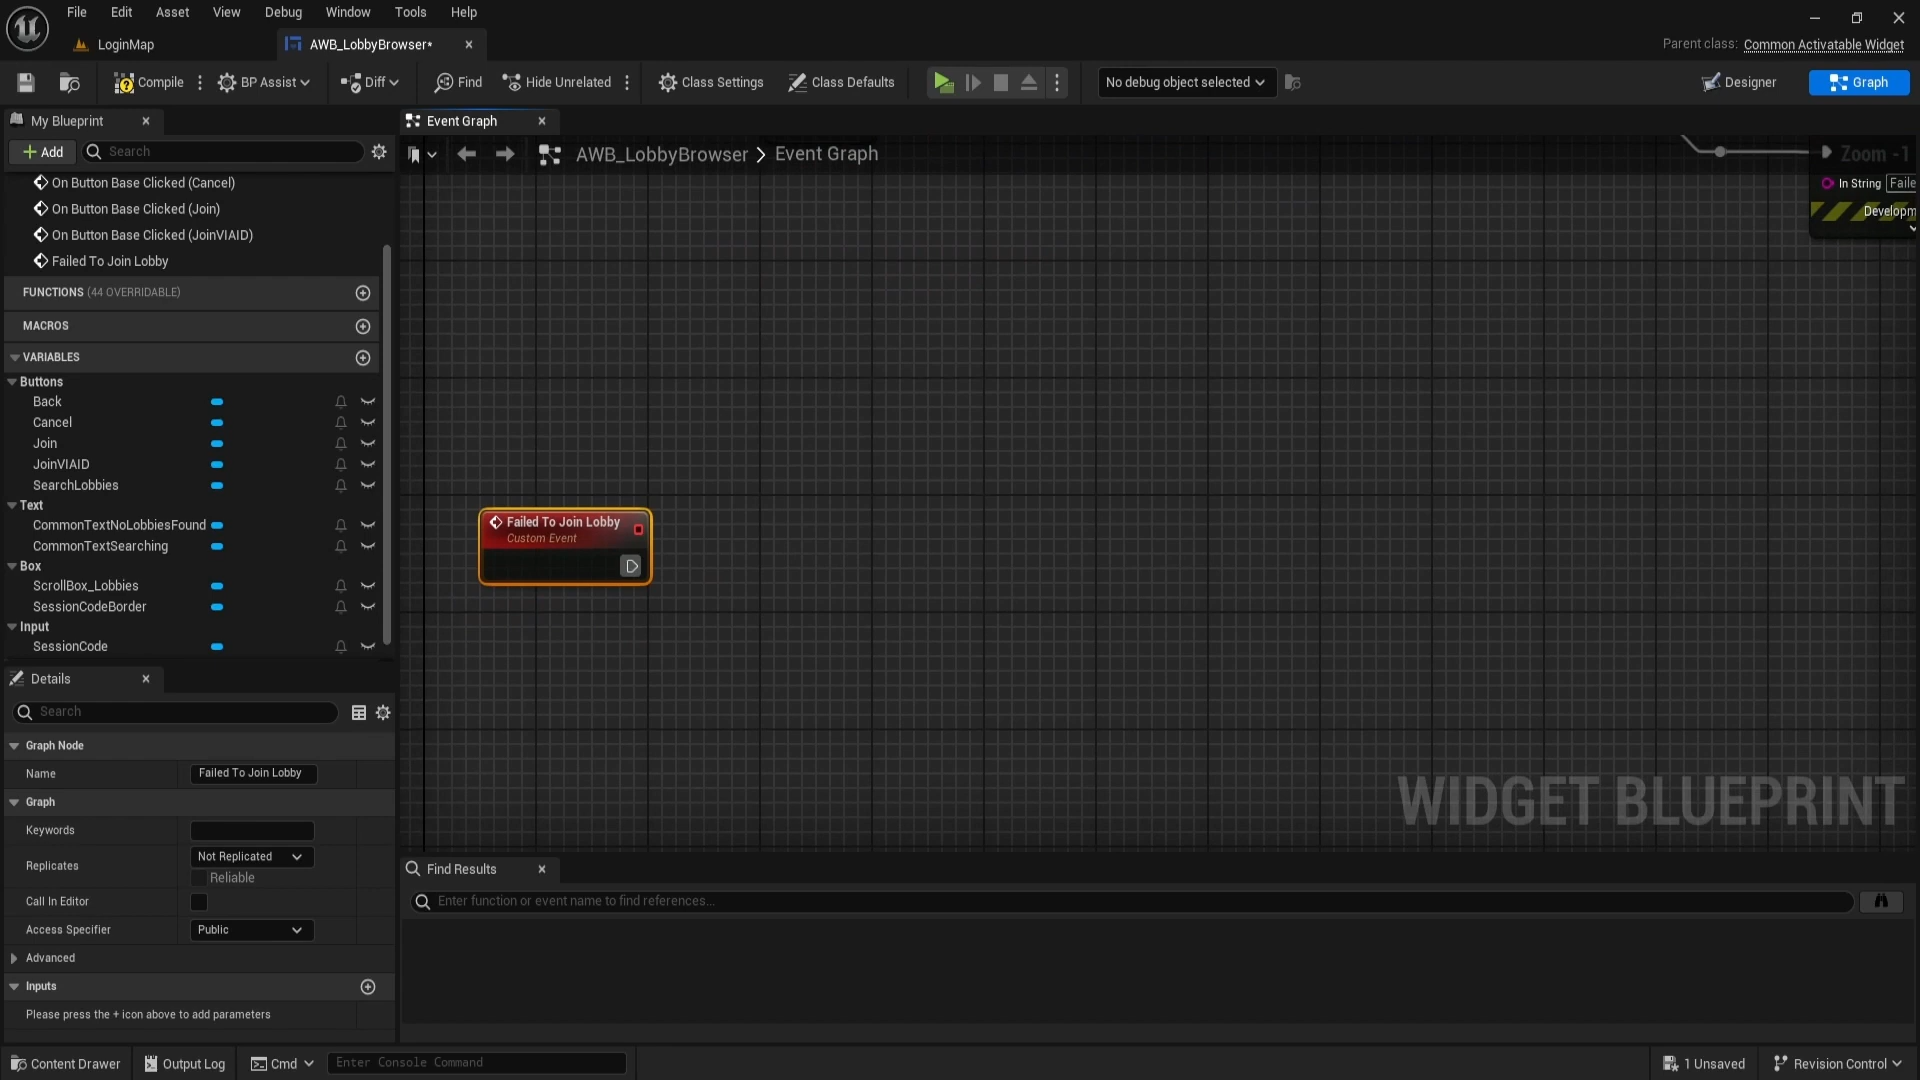 File Edit Asset View Debug Window Tools Help
LoginMap
AWB_LobbyBrowser*
Parent class: Common Activatable Widget
Compile
BP Assist
Diff
Find
Hide Unrelated
Class Settings
Class Defaults
No debug object selected
Designer
Graph
My Blueprint
Add
Search
On Button Base Clicked (Cancel)
On Button Base Clicked (Join)
On Button Base Clicked (JoinVIAID)
Failed To Join Lobby
FUNCTIONS (44 OVERRIDABLE)
MACROS
VARIABLES
Buttons
Back
Cancel
Join
JoinVIAID
SearchLobbies
Text
CommonTextNoLobbiesFound
CommonTextSearching
Box
ScrollBox_Lobbies
SessionCodeBorder
Input
SessionCode
Details
Search
Graph Node
Name Failed To Join Lobby
Graph
Keywords
Replicates Not Replicated
Reliable
Call In Editor
Access Specifier Public
Advanced
Inputs
Please press the + icon above to add parameters
Event Graph
AWB_LobbyBrowser > Event Graph
Zoom -1
In String Faile
Developm
Failed To Join Lobby
Custom Event
WIDGET BLUEPRINT
Find Results
Enter function or event name to find references...
Content Drawer
Output Log
Cmd
Enter Console Command
1 Unsaved
Revision Control